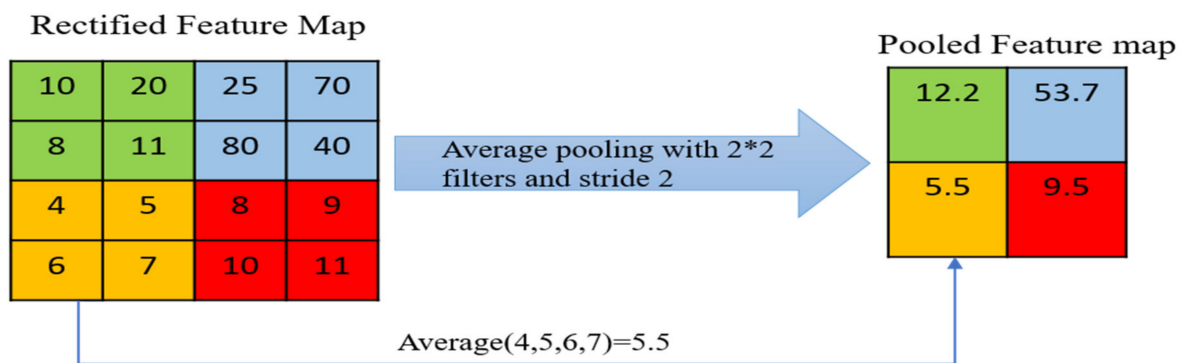 Rectified Feature Map
Pooled Feature map
10 20 25 70
8 11 80 40
4 5 8 9
6 7 10 11
Average pooling with 2*2
filters and stride 2
12.2 53.7
5.5 9.5
Average(4,5,6,7)=5.5